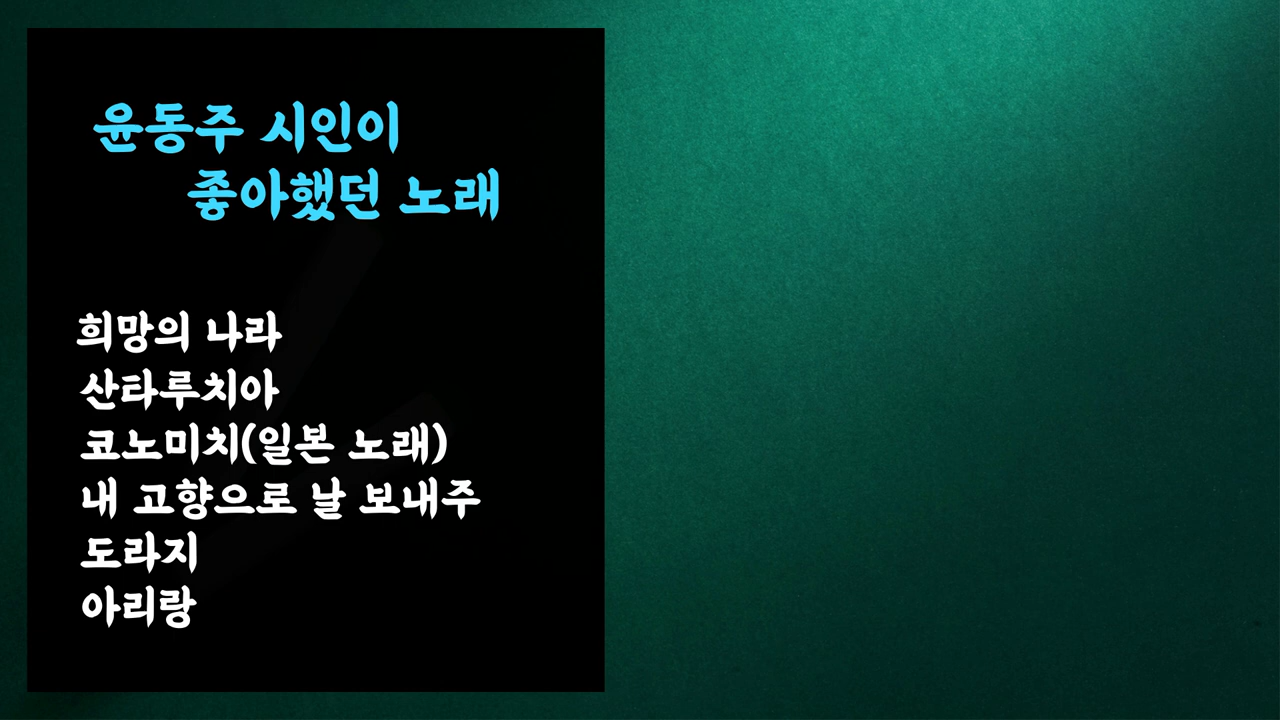 윤동주 시인이
좋아했던 노래
희망의 나라
산타루치아
코노미치(일본 노래)
내 고향으로 날 보내주
도라지
아리랑